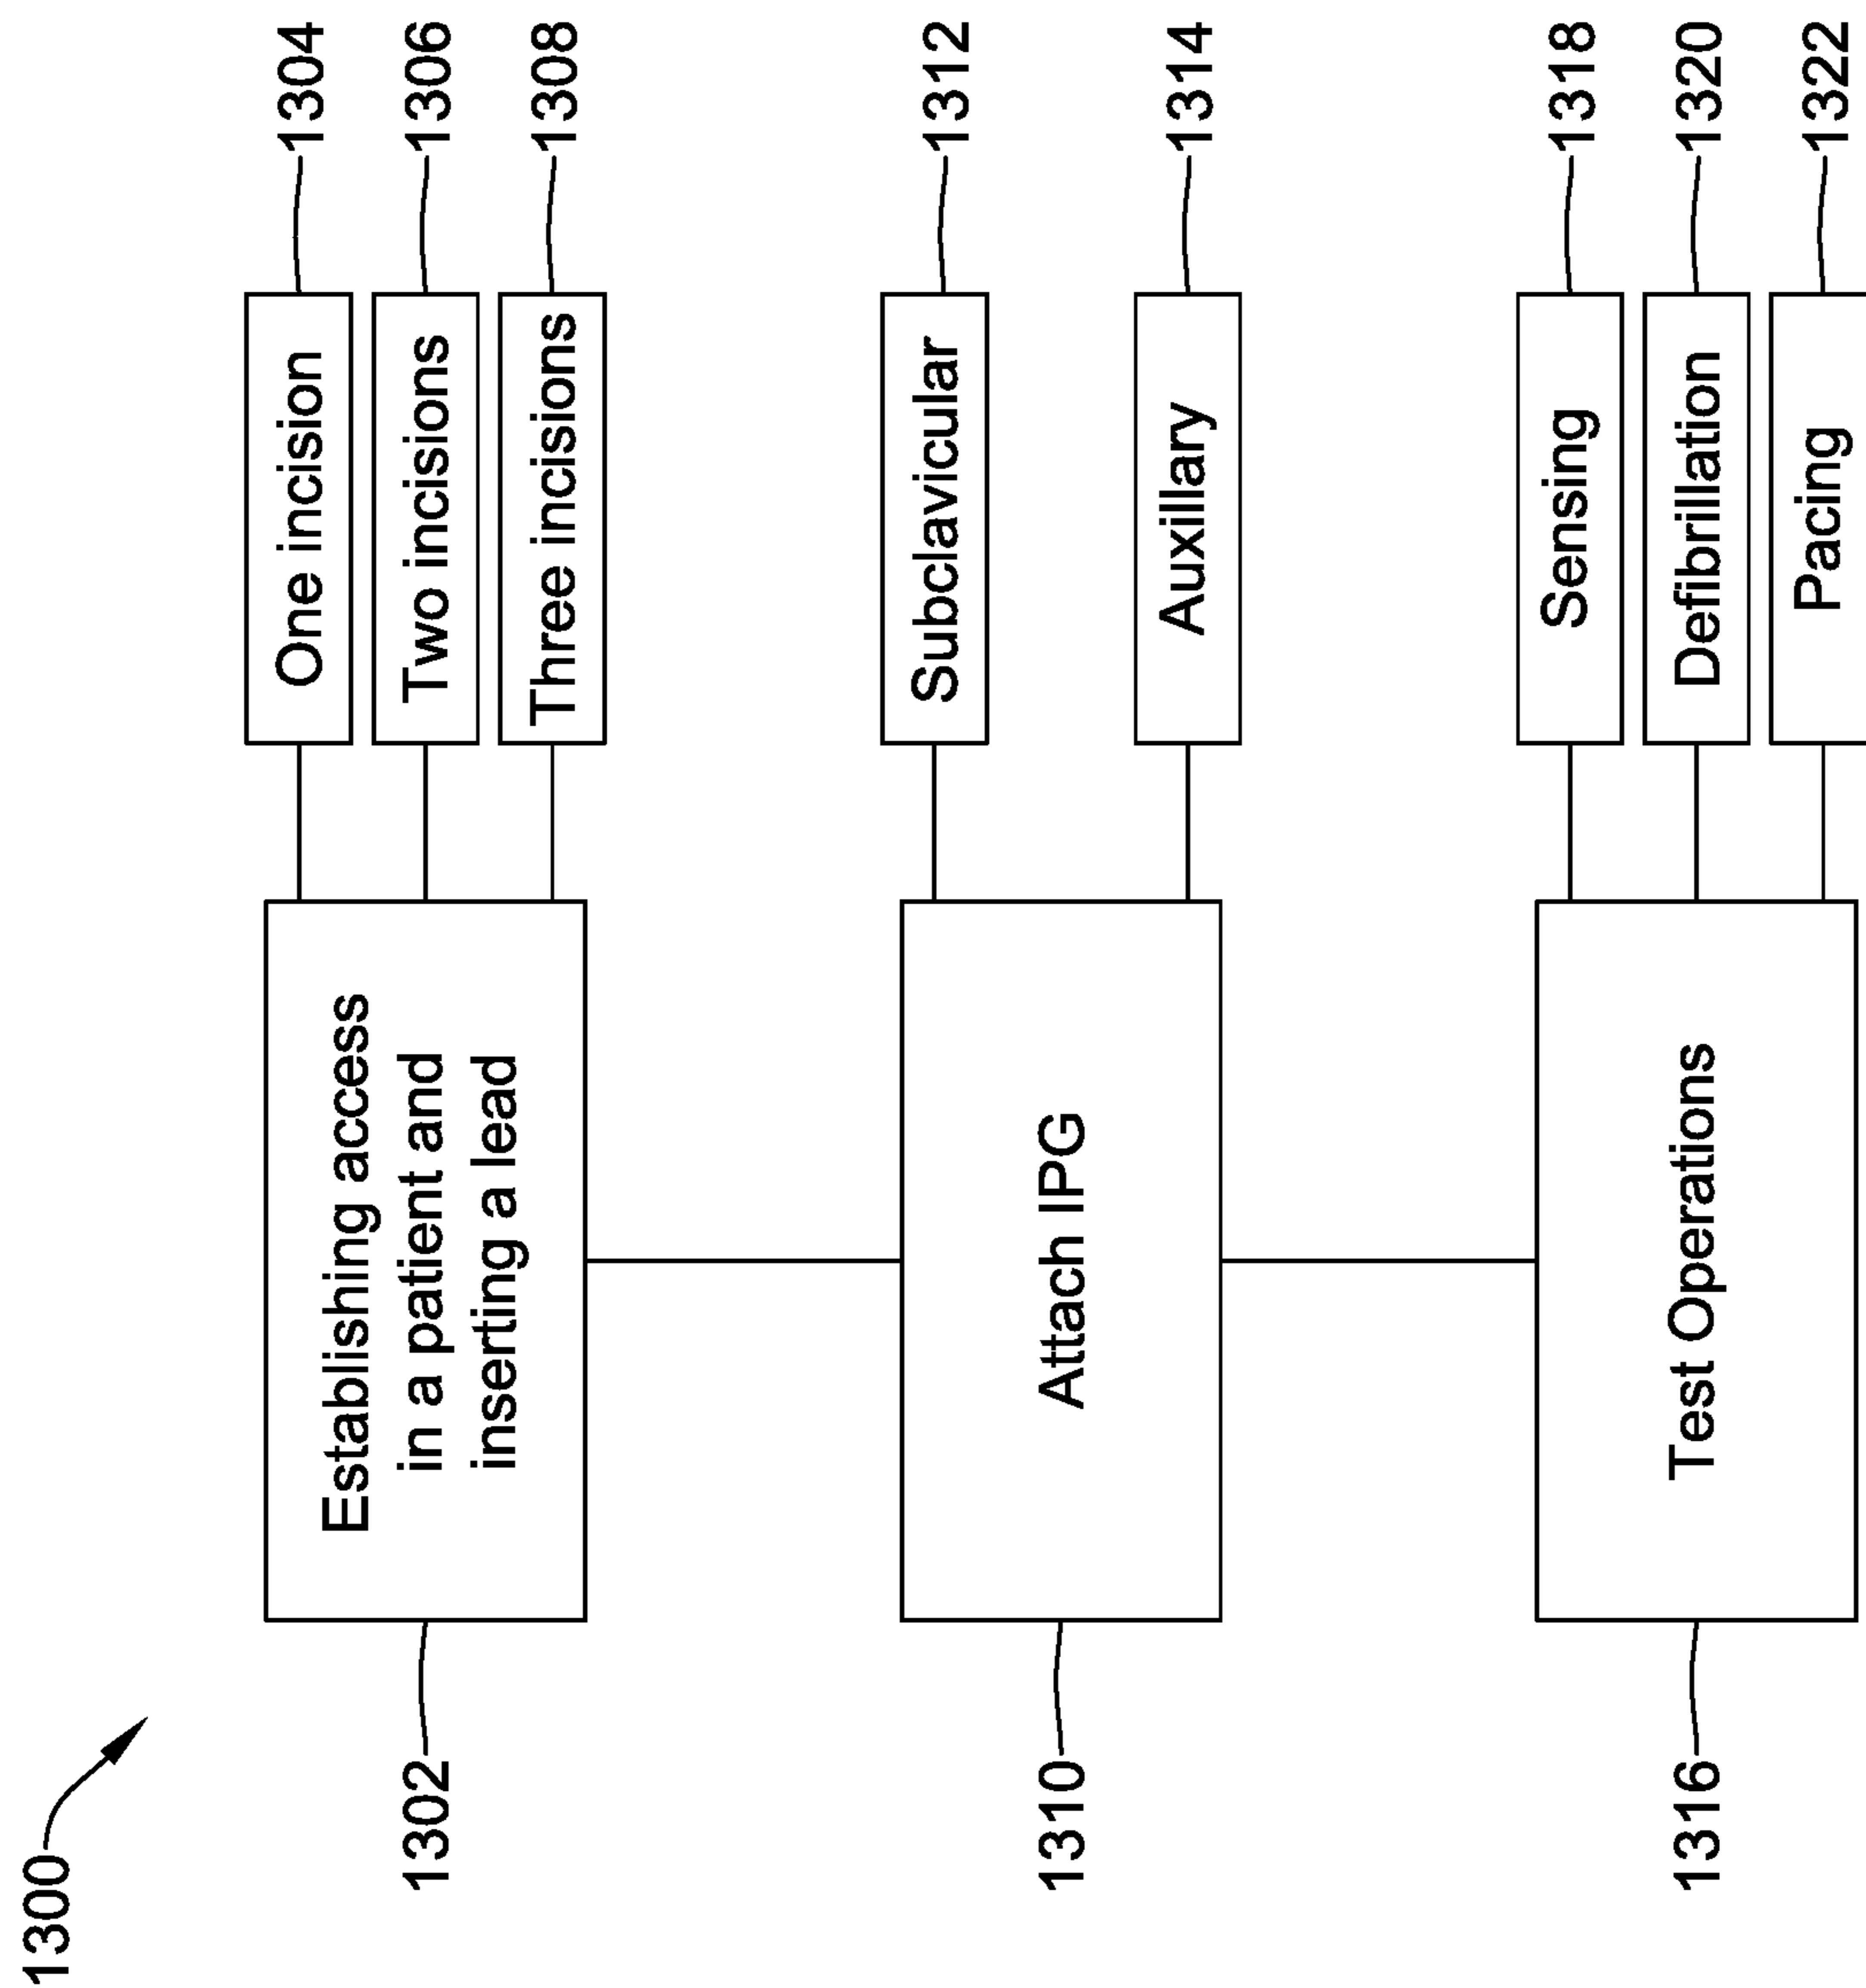 1300
1302
Establishing access
in a patient and
inserting a lead
One incision
1304
Two incisions
1306
Three incisions
1308
1310
Attach IPG
Subclavicular
1312
Auxillary
1314
1316
Test Operations
Sensing
1318
Defibrillation
1320
Pacing
1322